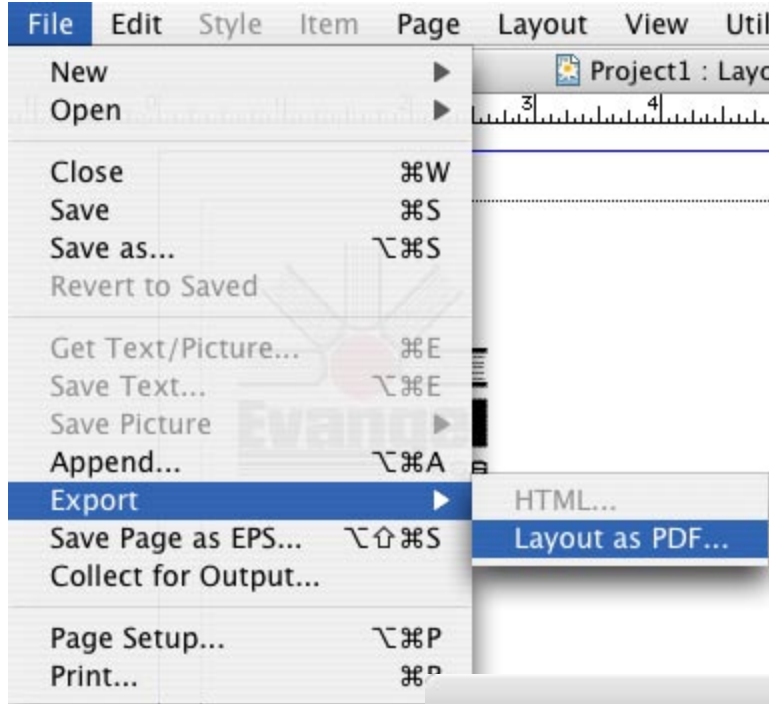 File Edit Style Item Page Layout View Util
Project1 : Layo
New
Open
3 4
Close ⌘W
Save ⌘S
Save as... ⌥⌘S
Revert to Saved
Get Text/Picture... ⌘E
Save Text... ⌥⌘E
Save Picture
Append... ⌥⌘A
Export
HTML...
Save Page as EPS... ⌥⇧⌘S
Layout as PDF...
Collect for Output...
Page Setup... ⌥⌘P
Print... ⌘P